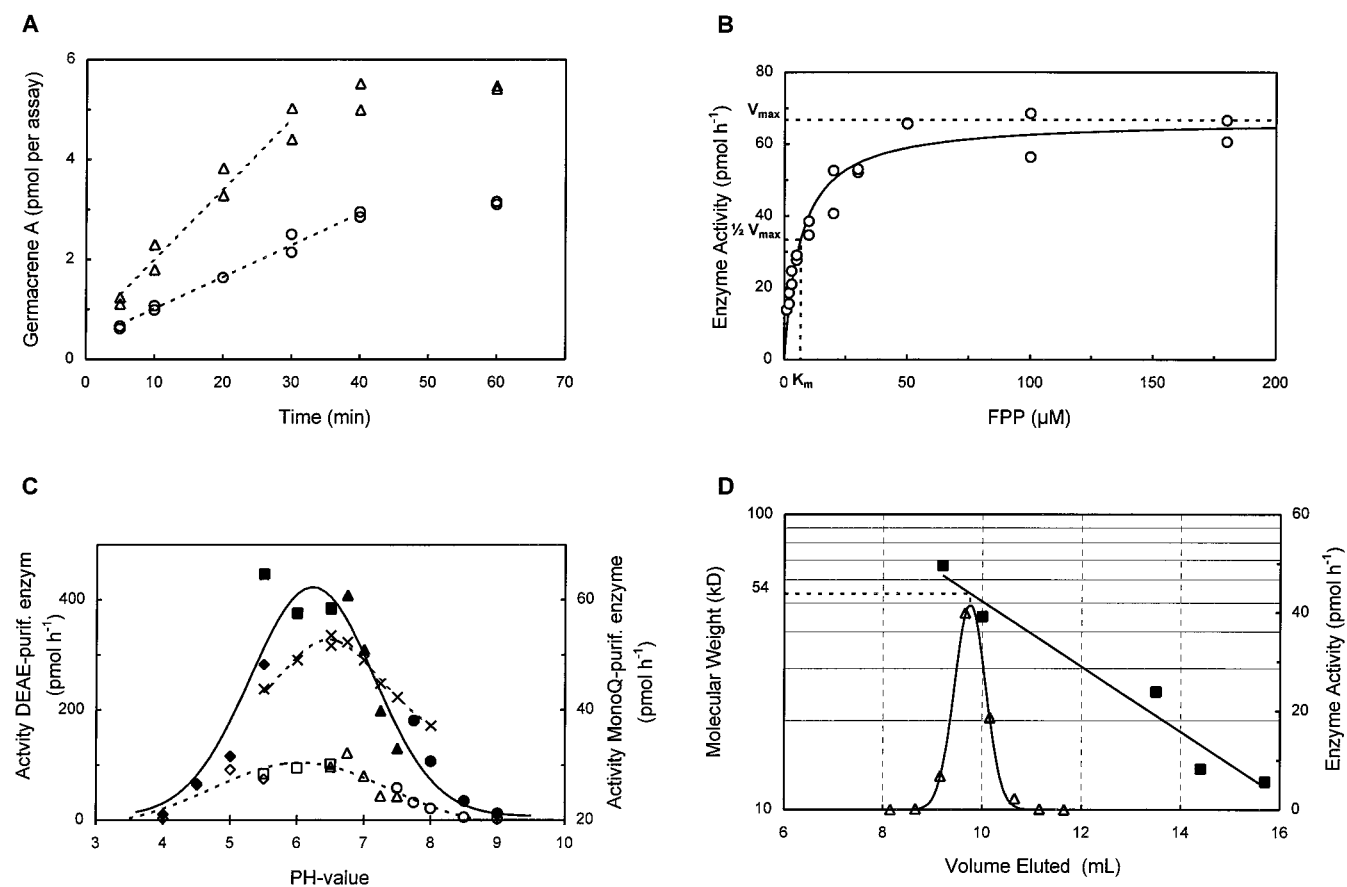 A
Germacrene A (pmol per assay)
6
4
2
0
0 10 20 30 40 50 60 70
Time (min)
B
Enzyme Activity (pmol h⁻¹)
80
Vmax
60
40
½ Vmax
20
0
0 Km 50 100 150 200
FPP (µM)
C
Actvity DEAE-purif. enzym
(pmol h⁻¹)
400
200
0
60
40
20
Activity MonoQ-purif. enzyme
(pmol h⁻¹)
3 4 5 6 7 8 9 10
PH-value
D
Molecular Weight (kD)
100
54
10
60
40
20
0
Enzyme Activity (pmol h⁻¹)
6 8 10 12 14 16
Volume Eluted (mL)